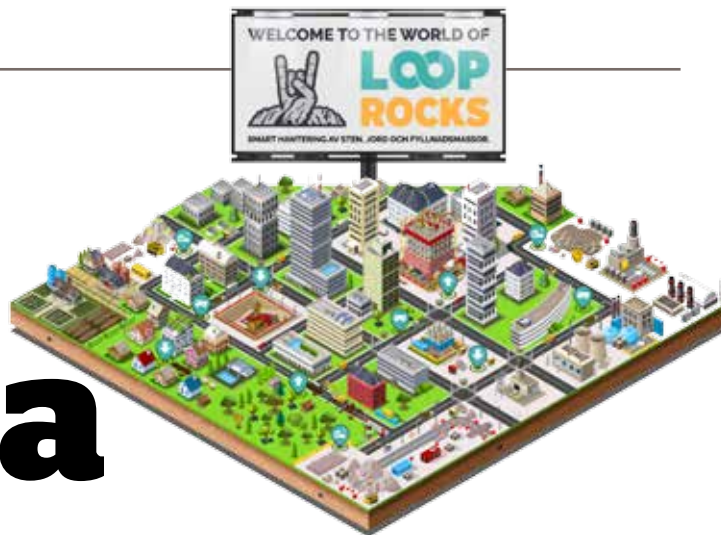 WELCOME TO THE WORLD OF
LOOP
ROCKS
SMART HANTERING AV STEN, JORD OCH FYLLNADSMASSOR.
a